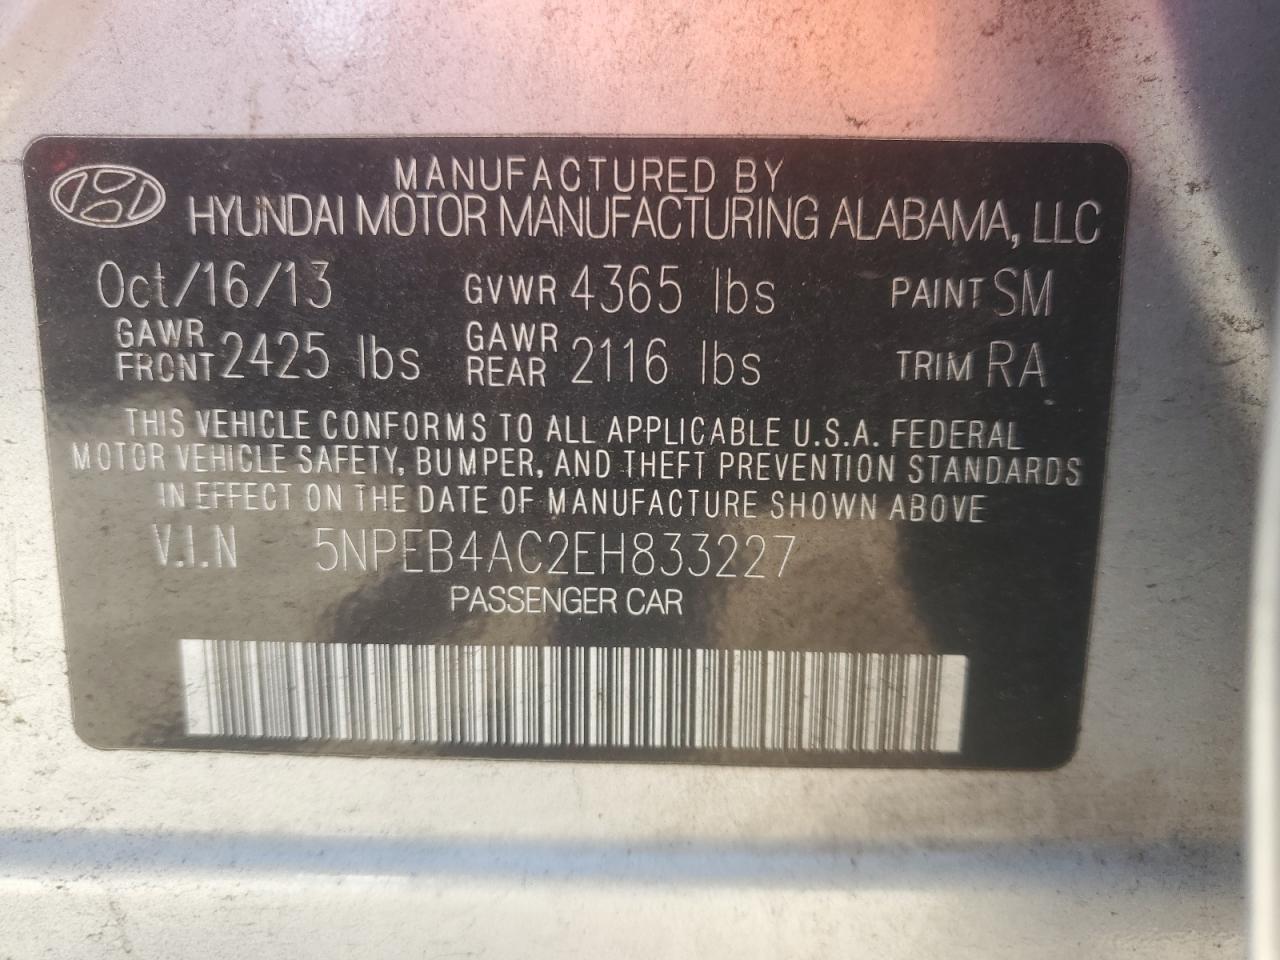 MANUFACTURED BY
HYUNDAI MOTOR MANUFACTURING ALABAMA, LLC
Oct/16/13 GVWR 4365 lbs PAINT SM
GAWR FRONT 2425 lbs GAWR REAR 2116 lbs TRIM RA
THIS VEHICLE CONFORMS TO ALL APPLICABLE U.S.A. FEDERAL
MOTOR VEHICLE SAFETY, BUMPER, AND THEFT PREVENTION STANDARDS
IN EFFECT ON THE DATE OF MANUFACTURE SHOWN ABOVE
V.I.N 5NPEB4AC2EH833227
PASSENGER CAR